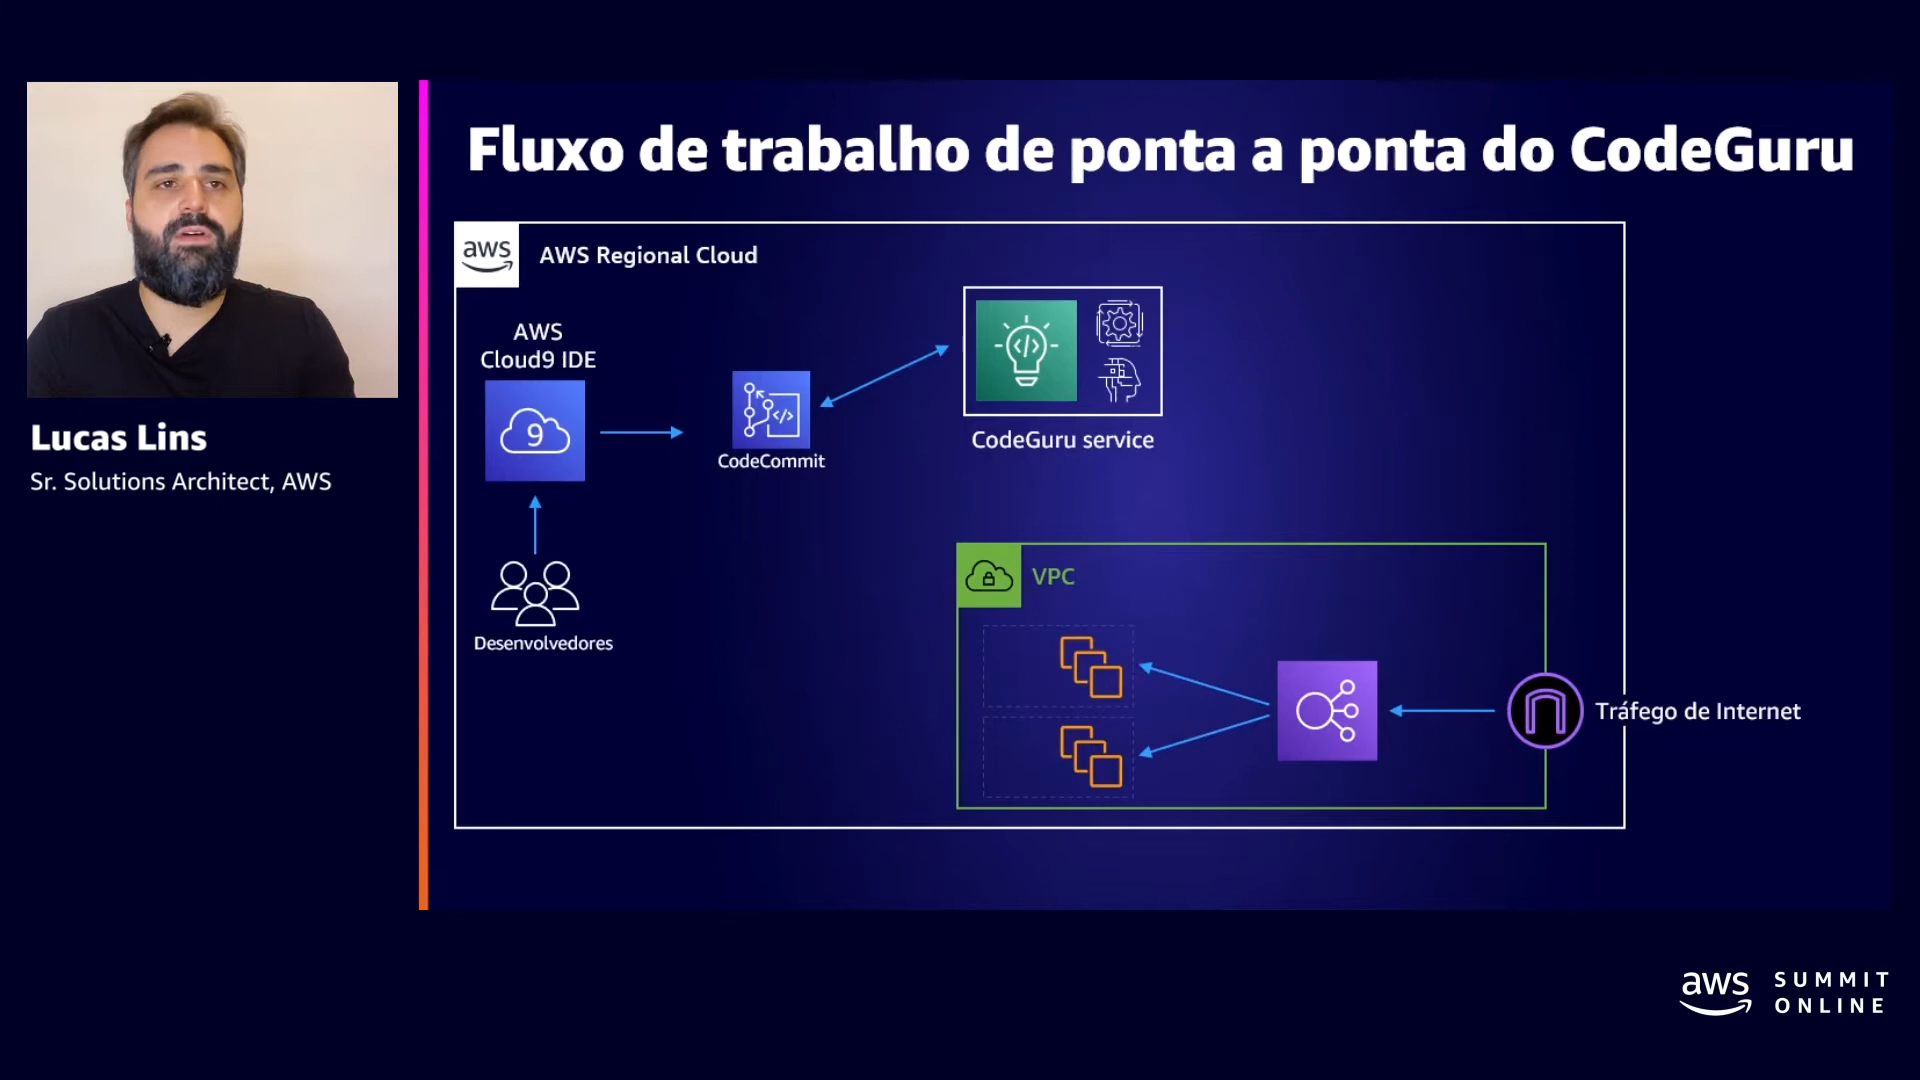 Fluxo de trabalho de ponta a ponta do CodeGuru
Lucas Lins
Sr. Solutions Architect, AWS
aws
AWS Regional Cloud
AWS
Cloud9 IDE
9
CodeCommit
CodeGuru service
Desenvolvedores
VPC
Tráfego de Internet
aws
SUMMIT
ONLINE